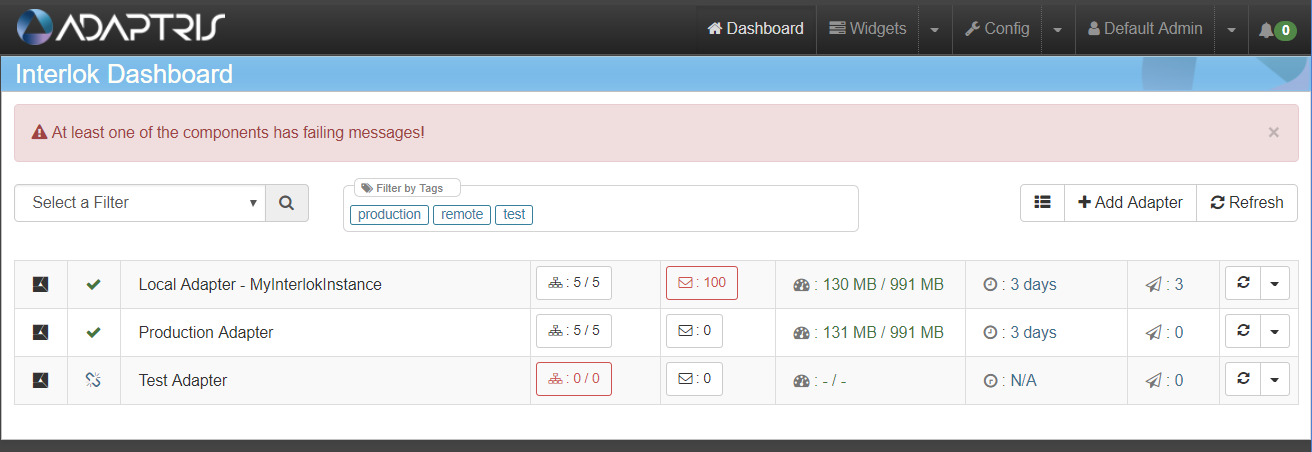 ADAPTRIS Dashboard Widgets Config Default Admin 0
Interlok Dashboard
At least one of the components has failing messages! ×
Select a Filter
Filter by Tags
production remote test
Add Adapter Refresh
Local Adapter - MyInterlokInstance : 5 / 5 : 100 : 130 MB / 991 MB : 3 days : 3
Production Adapter : 5 / 5 : 0 : 131 MB / 991 MB : 3 days : 0
Test Adapter : 0 / 0 : 0 : - / - : N/A : 0